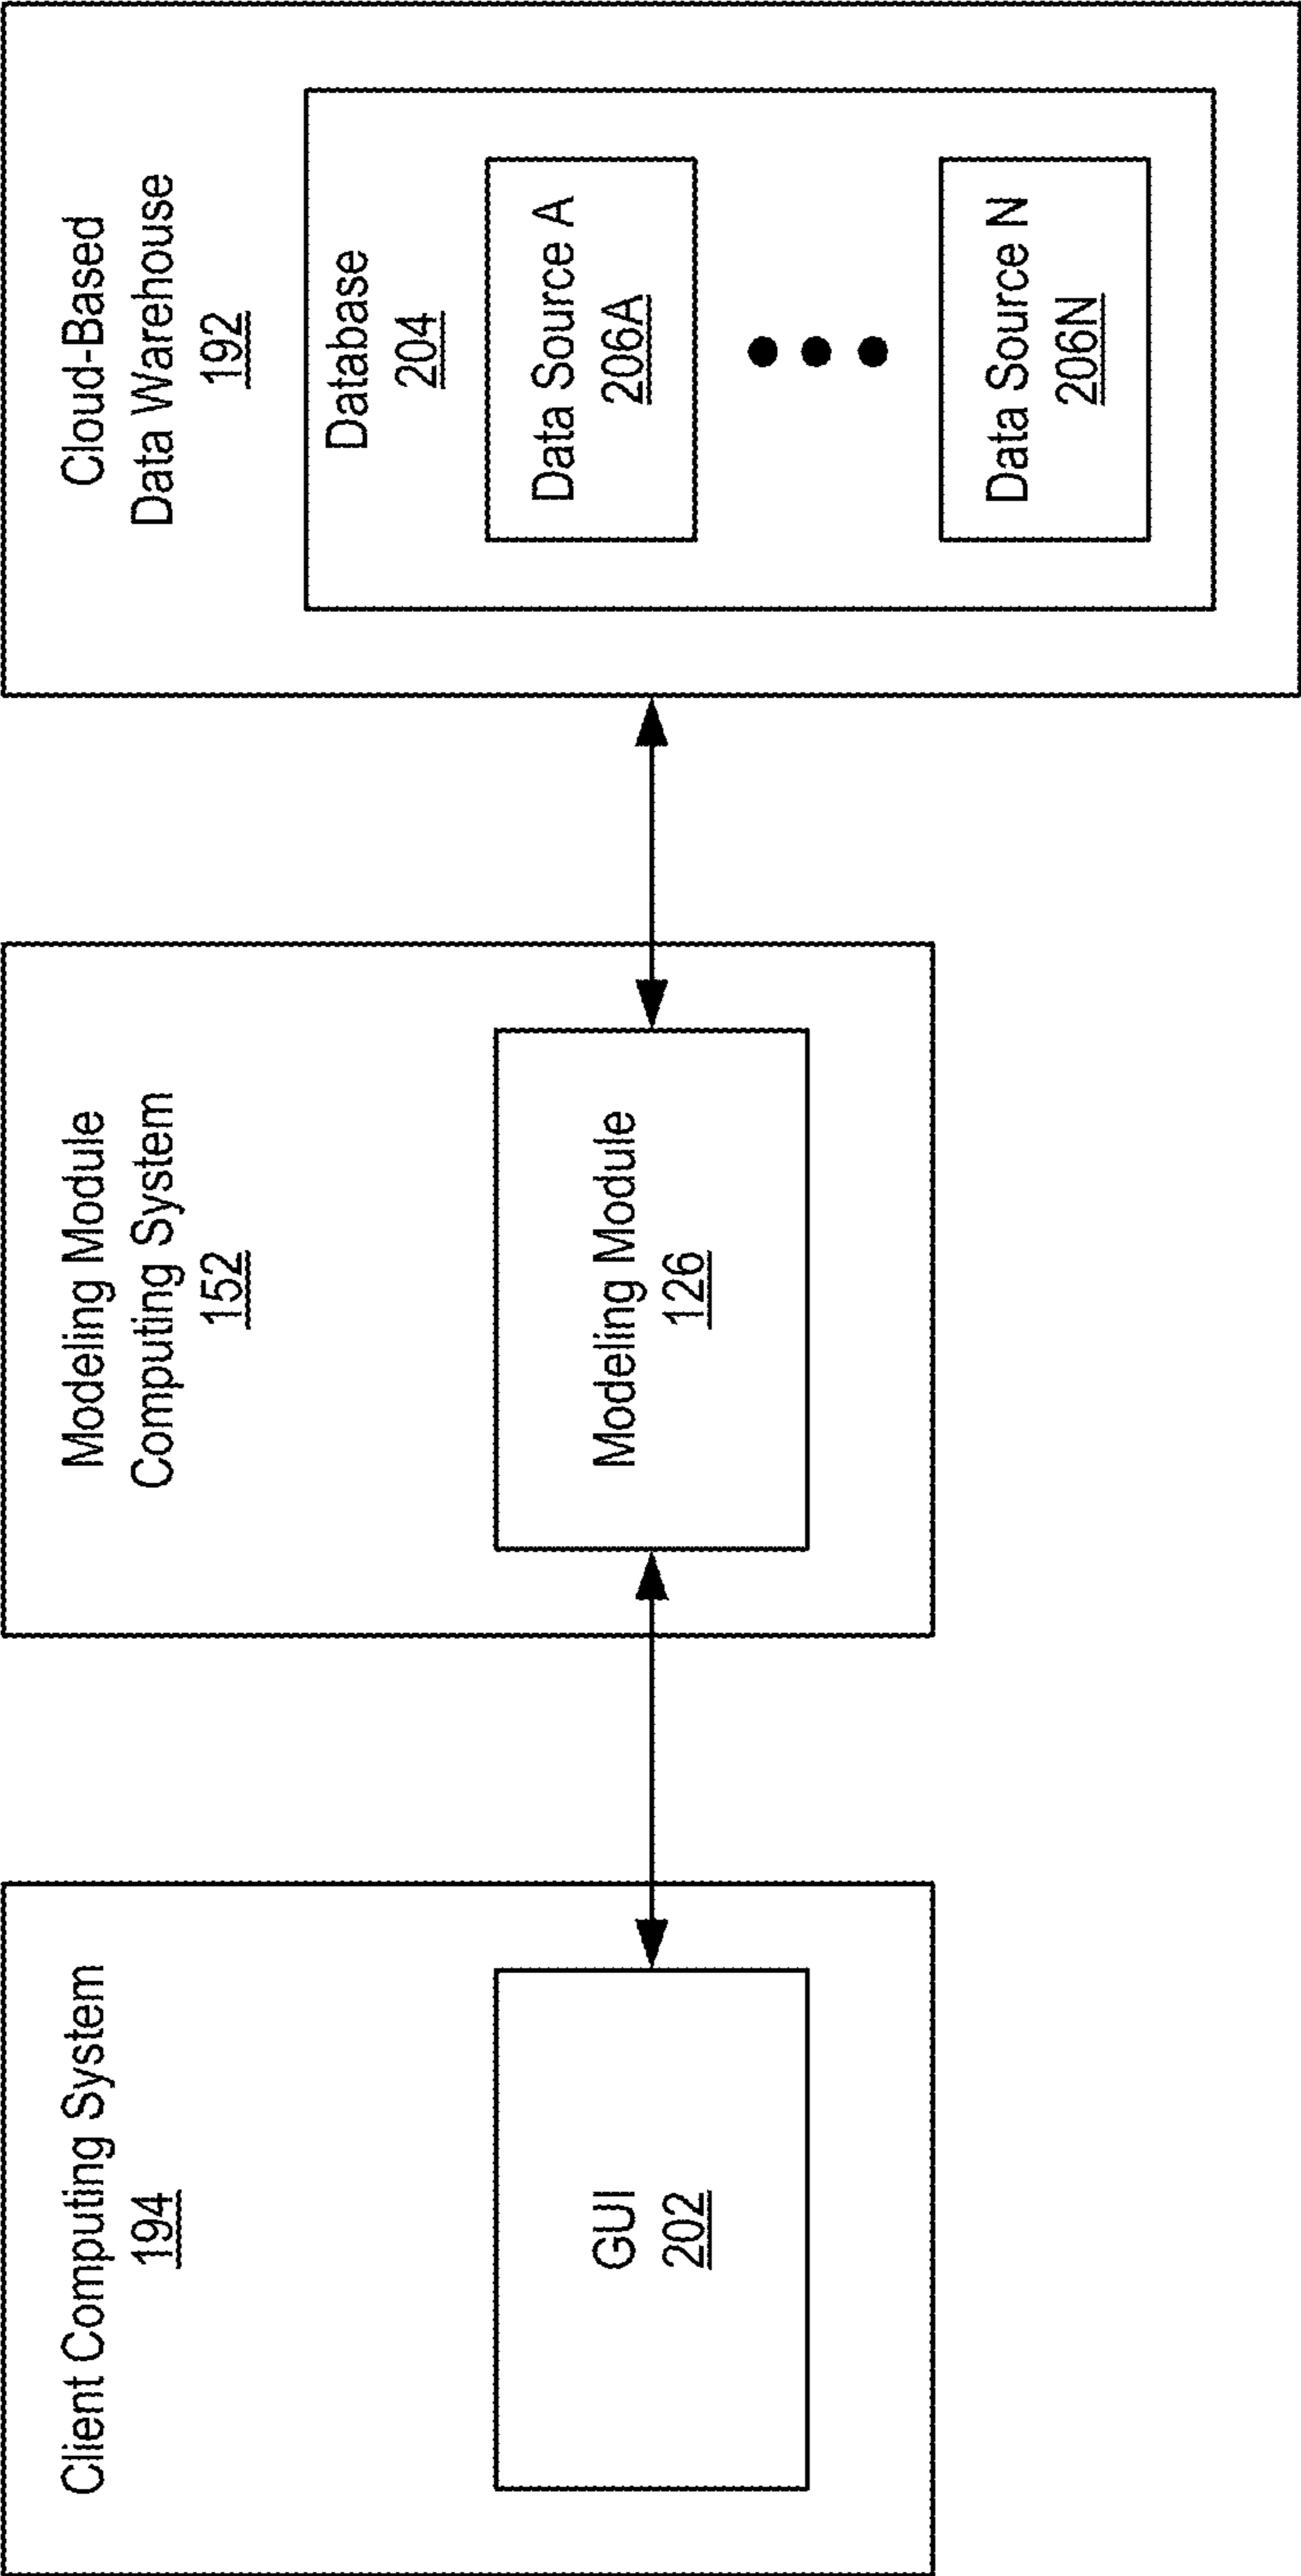 Client Computing System
194
GUI
202
Modeling Module
Computing System
152
Modeling Module
126
Cloud-Based
Data Warehouse
192
Database
204
Data Source A
206A
Data Source N
206N